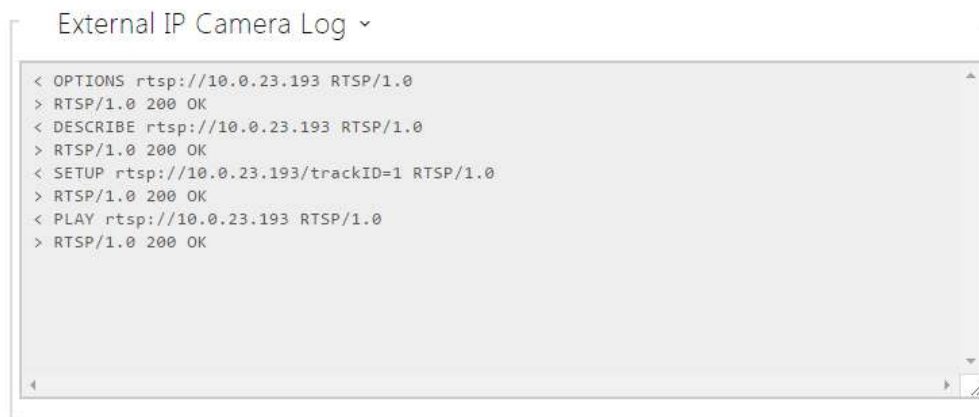 External IP Camera Log
< OPTIONS rtsp://10.0.23.193 RTSP/1.0
> RTSP/1.0 200 OK
< DESCRIBE rtsp://10.0.23.193 RTSP/1.0
> RTSP/1.0 200 OK
< SETUP rtsp://10.0.23.193/trackID=1 RTSP/1.0
> RTSP/1.0 200 OK
< PLAY rtsp://10.0.23.193 RTSP/1.0
> RTSP/1.0 200 OK